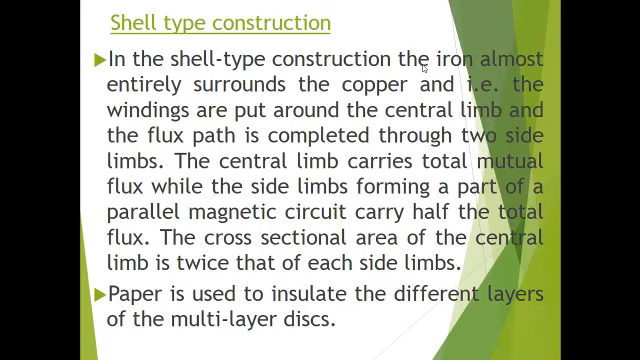 Shell type construction
In the shell-type construction the iron almost
entirely surrounds the copper and i.e. the
windings are put around the central limb and
the flux path is completed through two side
limbs. The central limb carries total mutual
flux while the side limbs forming a part of a
parallel magnetic circuit carry half the total
flux. The cross sectional area of the central
limb is twice that of each side limbs.
Paper is used to insulate the different layers
of the multi-layer discs.